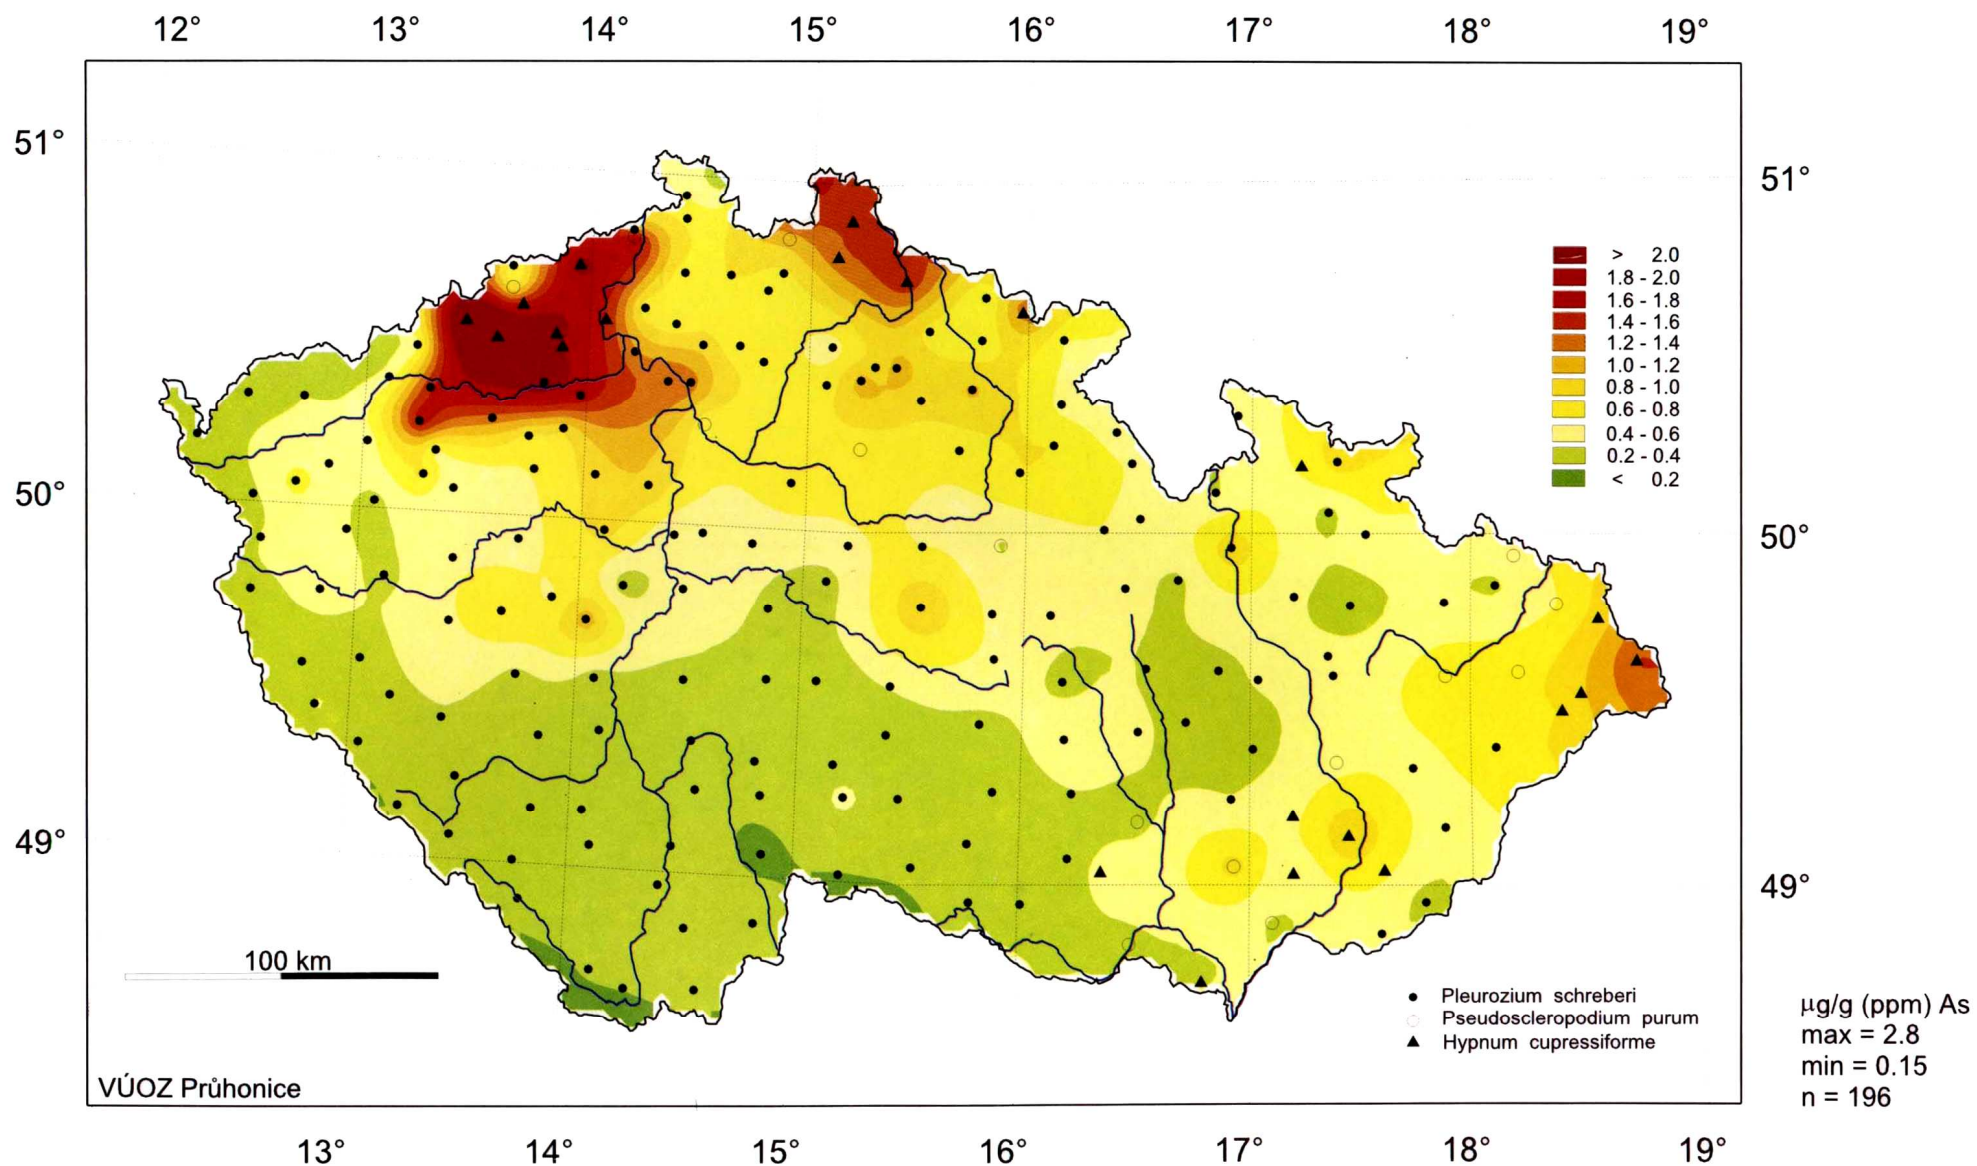 12° 13° 14° 15° 16° 17° 18° 19°
51°
51°
> 2.0
1.8 - 2.0
1.6 - 1.8
1.4 - 1.6
1.2 - 1.4
1.0 - 1.2
0.8 - 1.0
0.6 - 0.8
0.4 - 0.6
0.2 - 0.4
< 0.2
50°
50°
49°
49°
100 km
Pleurozium schreberi
Pseudoscleropodium purum
Hypnum cupressiforme
µg/g (ppm) As
max = 2.8
min = 0.15
n = 196
VÚOZ Průhonice
13° 14° 15° 16° 17° 18° 19°